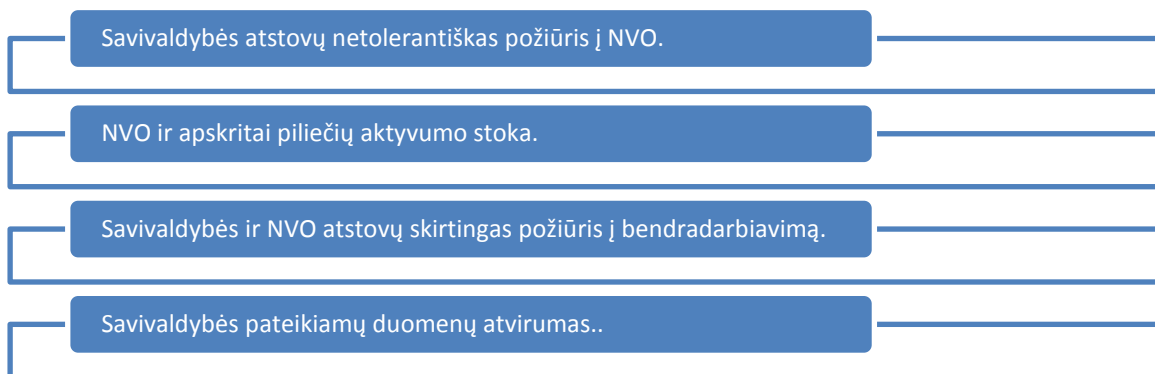 Savivaldybės atstovų netolerantiškas požiūris į NVO.
NVO ir apskritai piliečių aktyvumo stoka.
Savivaldybės ir NVO atstovų skirtingas požiūris į bendradarbiavimą.
Savivaldybės pateikiamų duomenų atvirumas..